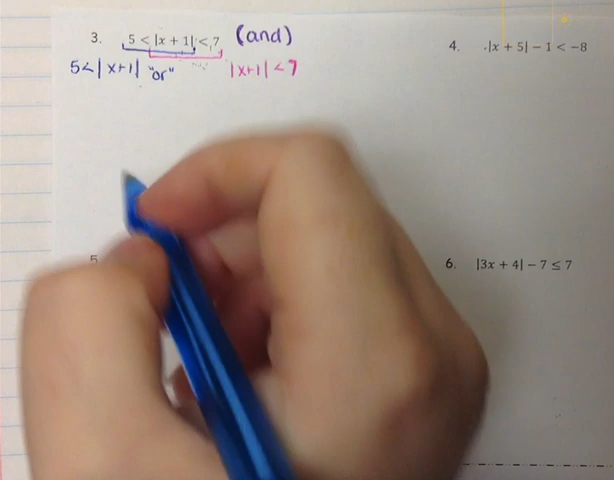 3. 5 < |x + 1| < 7 (and)
5 < |x+1| "or" |x+1| < 7
4. |x + 5| − 1 < −8
5.
6. |3x + 4| − 7 ≤ 7